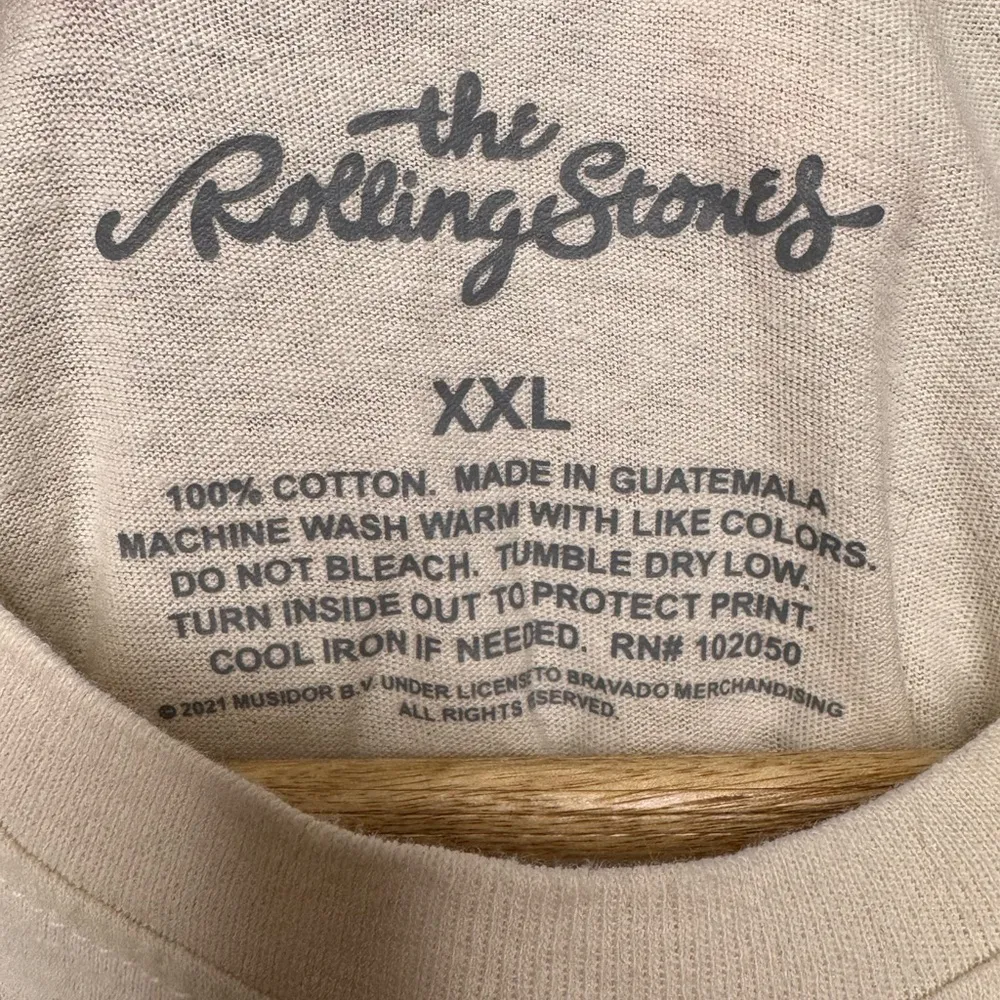 the
Rolling Stones
XXL
100% COTTON. MADE IN GUATEMALA
MACHINE WASH WARM WITH LIKE COLORS.
DO NOT BLEACH. TUMBLE DRY LOW.
TURN INSIDE OUT TO PROTECT PRINT.
COOL IRON IF NEEDED. RN# 102050
© 2021 MUSIDOR B.V UNDER LICENSE TO BRAVADO MERCHANDISING
ALL RIGHTS RESERVED.